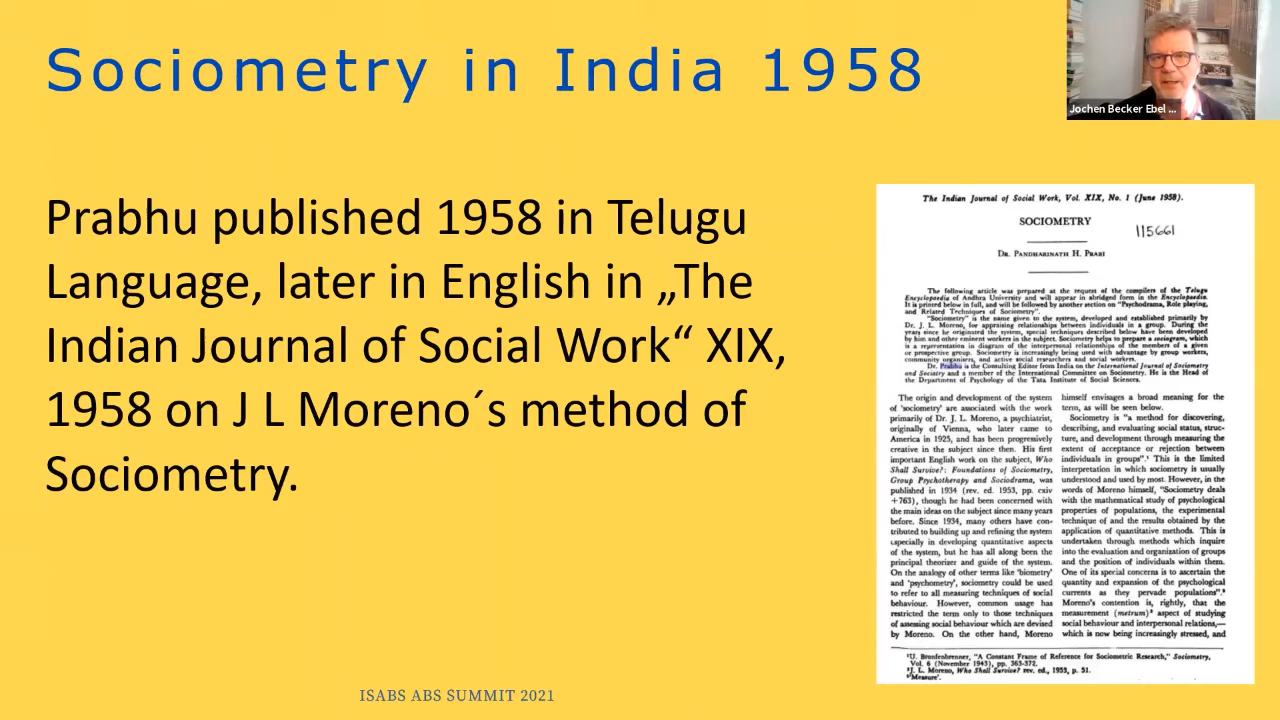 Sociometry in India 1958
Jochen Becker Ebel ...
Prabhu published 1958 in Telugu
Language, later in English in „The
Indian Journal of Social Work“ XIX,
1958 on J L Moreno´s method of
Sociometry.
The Indian Journal of Social Work, Vol. XIX, No. 1 (June 1958).
SOCIOMETRY
115661
Dr. Pandharinath H. Prabhu
The following article was prepared at the request of the compilers of the Telugu
Encyclopaedia of Andhra University and will appear in abridged form in the Encyclopaedia.
It is printed below in full, and will be followed by another section on "Psychodrama, Role playing,
and Related Techniques of Sociometry".
"Sociometry" is the name given to the system, developed and established primarily by
Dr. J. L. Moreno, for appraising relationships between individuals in a group. During the
years since he originated the system, special techniques described below have been developed
by him and other eminent workers in the subject. Sociometry helps to prepare a sociogram, which
is a representation in diagram of the interpersonal relationships of the members of a given
or prospective group. Sociometry is increasingly being used with advantage by group workers,
community organisers, and active social researchers and social workers.
Dr. Prabhu is the Consulting Editor from India on the International Journal of Sociometry
and Sociatry and a member of the International Committee on Sociometry. He is the Head of
the Department of Psychology of the Tata Institute of Social Sciences.
The origin and development of the system
of 'sociometry' are associated with the work
primarily of Dr. J. L. Moreno, a psychiatrist,
originally of Vienna, who later came to
America in 1925, and has been progressively
creative in the subject since then. His first
important English work on the subject, Who
Shall Survive?: Foundations of Sociometry,
Group Psychotherapy and Sociodrama, was
published in 1934 (rev. ed. 1953, pp. cxiv
+763), though he had been concerned with
the main ideas on the subject since many years
before. Since 1934, many others have con-
tributed to building up and refining the system
especially in developing quantitative aspects
of the system, but he has all along been the
principal theorizer and guide of the system.
On the analogy of other terms like 'biometry'
and 'psychometry', sociometry could be used
to refer to all measuring techniques of social
behaviour. However, common usage has
restricted the term only to those techniques
of assessing social behaviour which are devised
by Moreno. On the other hand, Moreno
himself envisages a broad meaning for the
term, as will be seen below.
Sociometry is "a method for discovering,
describing, and evaluating social status, struc-
ture, and development through measuring the
extent of acceptance or rejection between
individuals in groups".¹ This is the limited
interpretation in which sociometry is usually
understood and used by most. However, in the
words of Moreno himself, "Sociometry deals
with the mathematical study of psychological
properties of populations, the experimental
technique of and the results obtained by the
application of quantitative methods. This is
undertaken through methods which inquire
into the evaluation and organization of groups
and the position of individuals within them.
One of its special concerns is to ascertain the
quantity and expansion of the psychological
currents as they pervade populations".²
Moreno's contention is, rightly, that the
measurement (metrum)³ aspect of studying
social behaviour and interpersonal relations,—
which is now being increasingly stressed, and
¹U. Bronfenbrenner, "A Constant Frame of Reference for Sociometric Research," Sociometry,
Vol. 6 (November 1943), pp. 363-372.
²J. L. Moreno, Who Shall Survive? rev. ed., 1953, p. 51.
³'Measure'.
ISABS ABS SUMMIT 2021